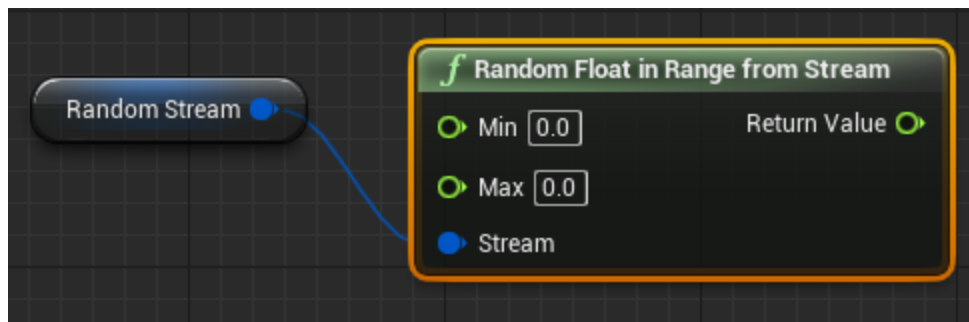 f Random Float in Range from Stream
Random Stream
Min 0.0
Return Value
Max 0.0
Stream